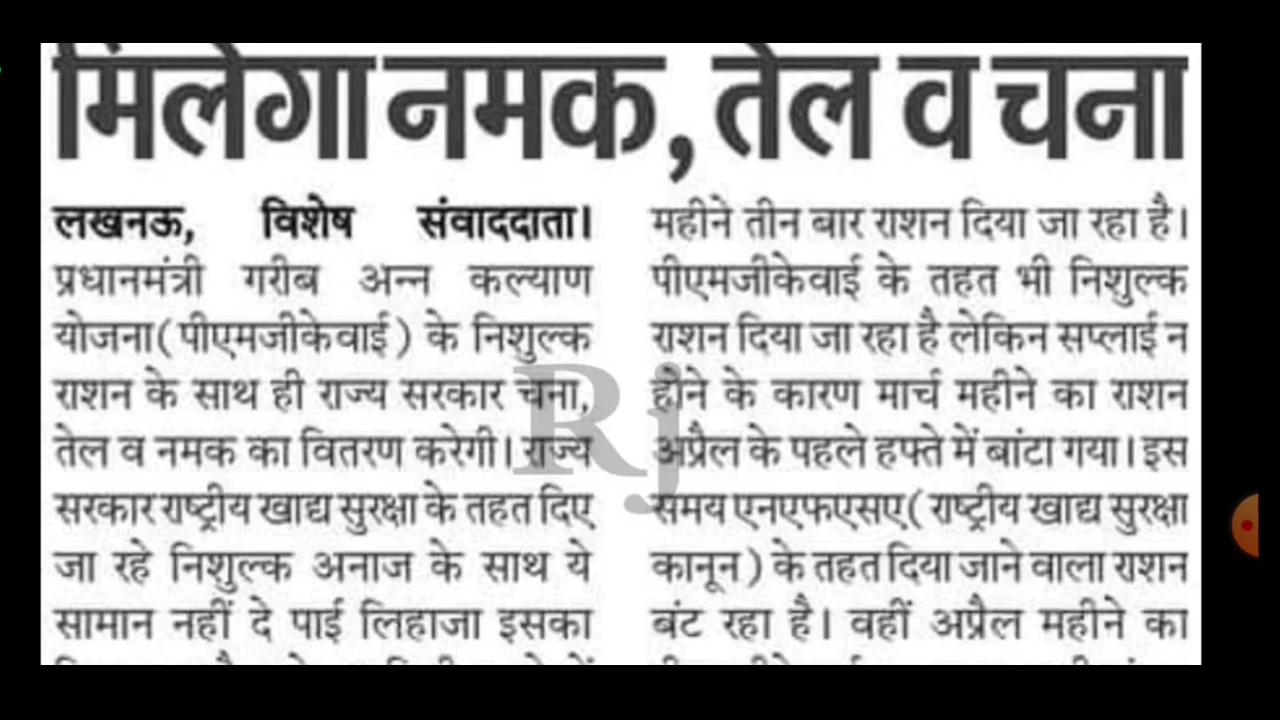 मिलेगा नमक, तेल व चना
लखनऊ, विशेष संवाददाता।
प्रधानमंत्री गरीब अन्न कल्याण
योजना(पीएमजीकेवाई) के निशुल्क
राशन के साथ ही राज्य सरकार चना,
तेल व नमक का वितरण करेगी। राज्य
सरकार राष्ट्रीय खाद्य सुरक्षा के तहत दिए
जा रहे निशुल्क अनाज के साथ ये
सामान नहीं दे पाई लिहाजा इसका
महीने तीन बार राशन दिया जा रहा है।
पीएमजीकेवाई के तहत भी निशुल्क
राशन दिया जा रहा है लेकिन सप्लाई न
होने के कारण मार्च महीने का राशन
अप्रैल के पहले हफ्ते में बांटा गया। इस
समय एनएफएसए( राष्ट्रीय खाद्य सुरक्षा
कानून ) के तहत दिया जाने वाला राशन
बंट रहा है। वहीं अप्रैल महीने का
Rj